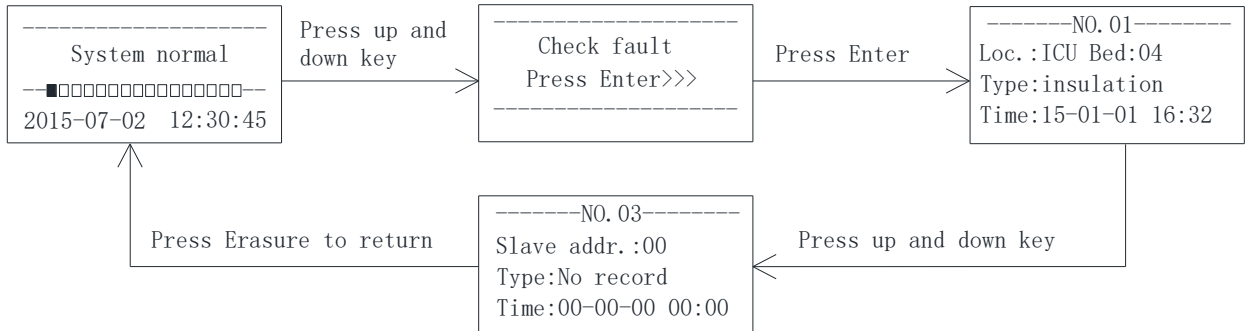 --------------------
System normal
--■□□□□□□□□□□□□□□□--
2015-07-02 12:30:45
Press up and
down key
--------------------
Check fault
Press Enter>>>
--------------------
Press Enter
-------NO.01--------
Loc.:ICU Bed:04
Type:insulation
Time:15-01-01 16:32
Press up and down key
-------NO.03--------
Slave addr.:00
Type:No record
Time:00-00-00 00:00
Press Erasure to return